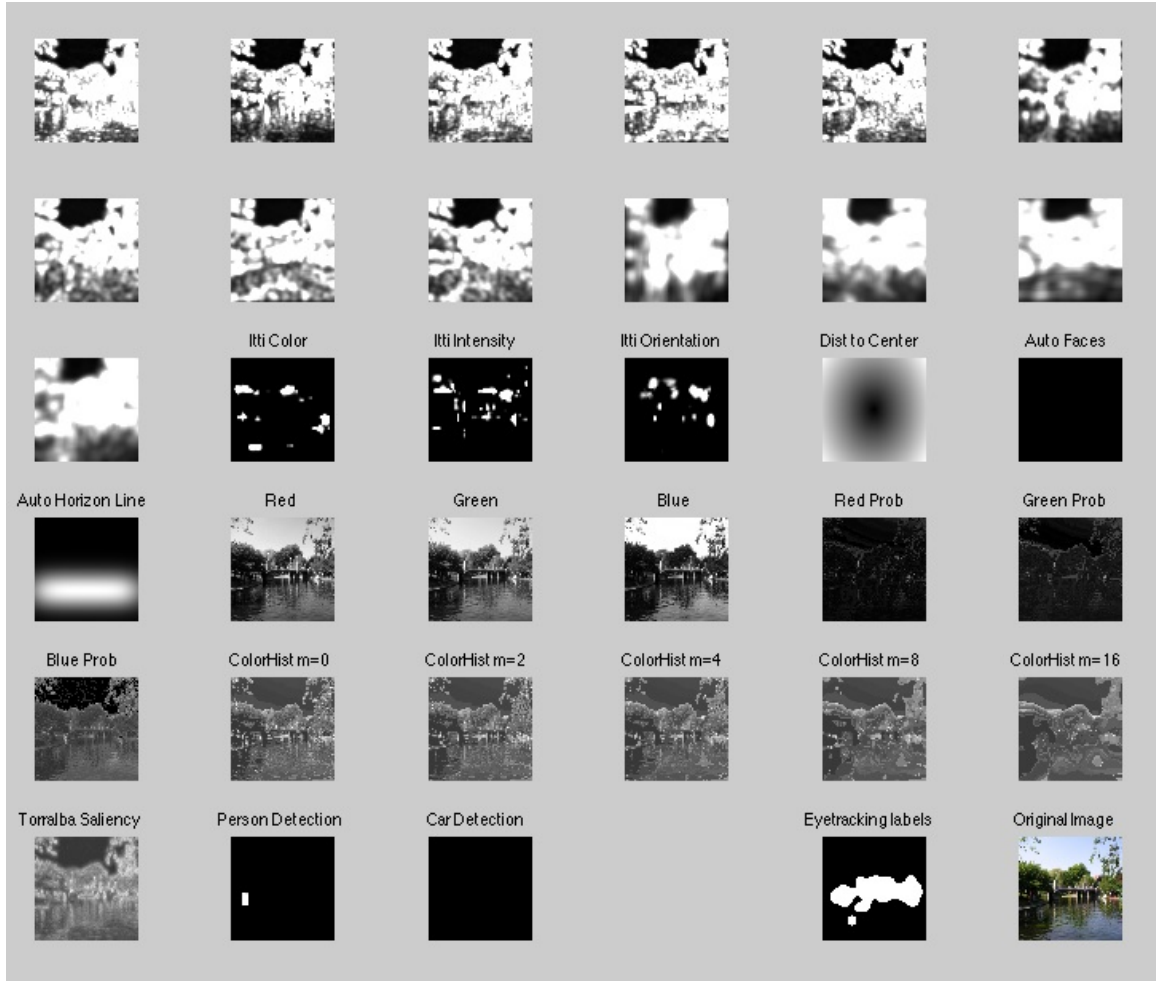 Itti Color Itti Intensity Itti Orientation Dist to Center Auto Faces
Auto Horizon Line Red Green Blue Red Prob Green Prob
Blue Prob ColorHist m=0 ColorHist m=2 ColorHist m=4 ColorHist m=8 ColorHist m=16
Torralba Saliency Person Detection Car Detection Eyetracking labels Original Image